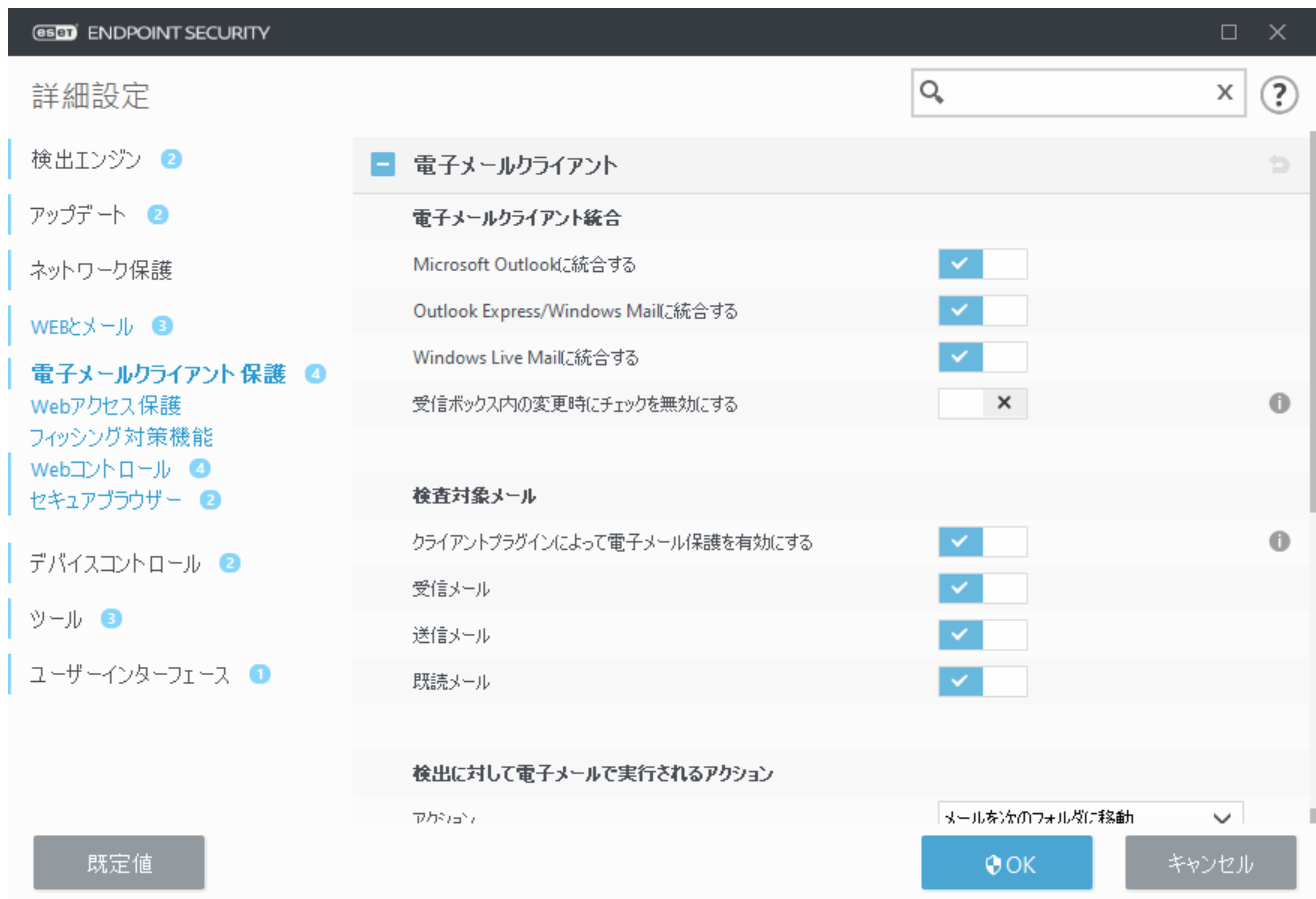 eset ENDPOINT SECURITY
詳細設定
検出エンジン 2
アップデート 2
ネットワーク保護
WEBとメール 3
電子メールクライアント保護 4
Webアクセス保護
フィッシング対策機能
Webコントロール 4
セキュアブラウザー 2
デバイスコントロール 2
ツール 3
ユーザーインターフェース 1
電子メールクライアント
電子メールクライアント統合
Microsoft Outlookに統合する
Outlook Express/Windows Mailに統合する
Windows Live Mailに統合する
受信ボックス内の変更時にチェックを無効にする
検査対象メール
クライアントプラグインによって電子メール保護を有効にする
受信メール
送信メール
既読メール
検出に対して電子メールで実行されるアクション
アクション メールを次のフォルダに移動
既定値
OK
キャンセル